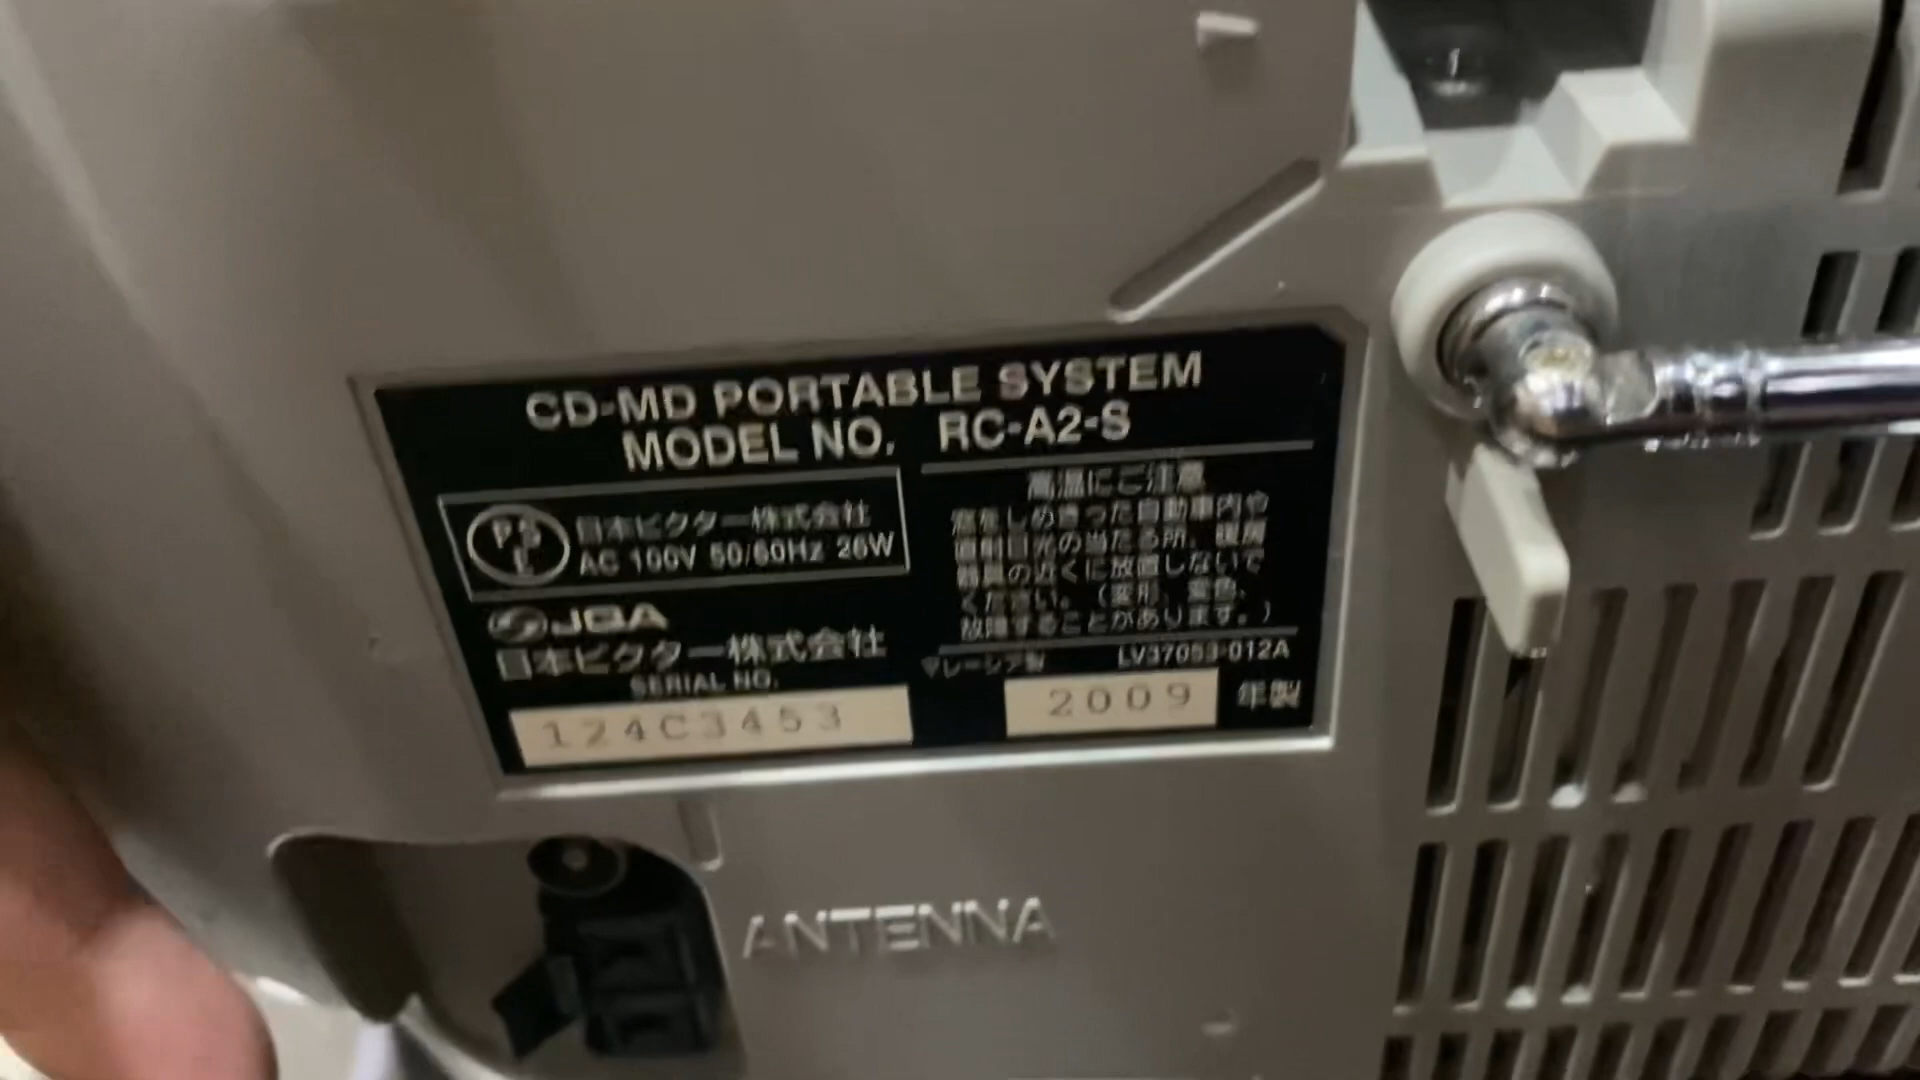 CD-MD PORTABLE SYSTEM
MODEL NO. RC-A2-S
PS
E
日本ビクター株式会社
AC 100V 50/60Hz 26W
JQA
日本ビクター株式会社
SERIAL NO.
124C3453
高温にご注意
窓をしめきった自動車内や
直射日光の当たる所、暖房
器具の近くに放置しないで
ください。（変形、変色、
故障することがあります。）
マレーシア製 LV37053-012A
2009 年製
ANTENNA